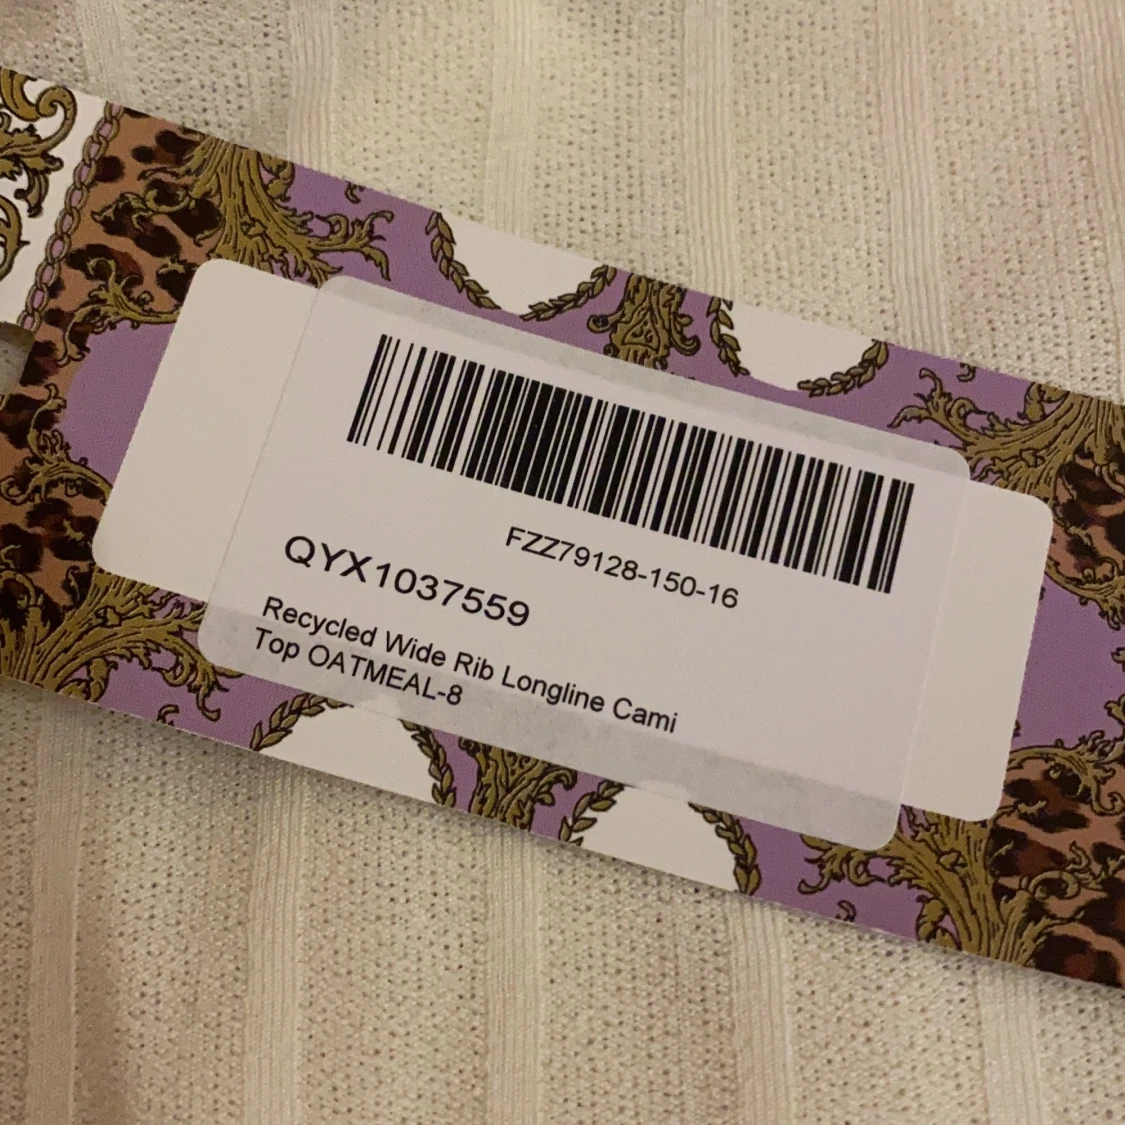 FZZ79128-150-16
QYX1037559
Recycled Wide Rib Longline Cami
Top OATMEAL-8